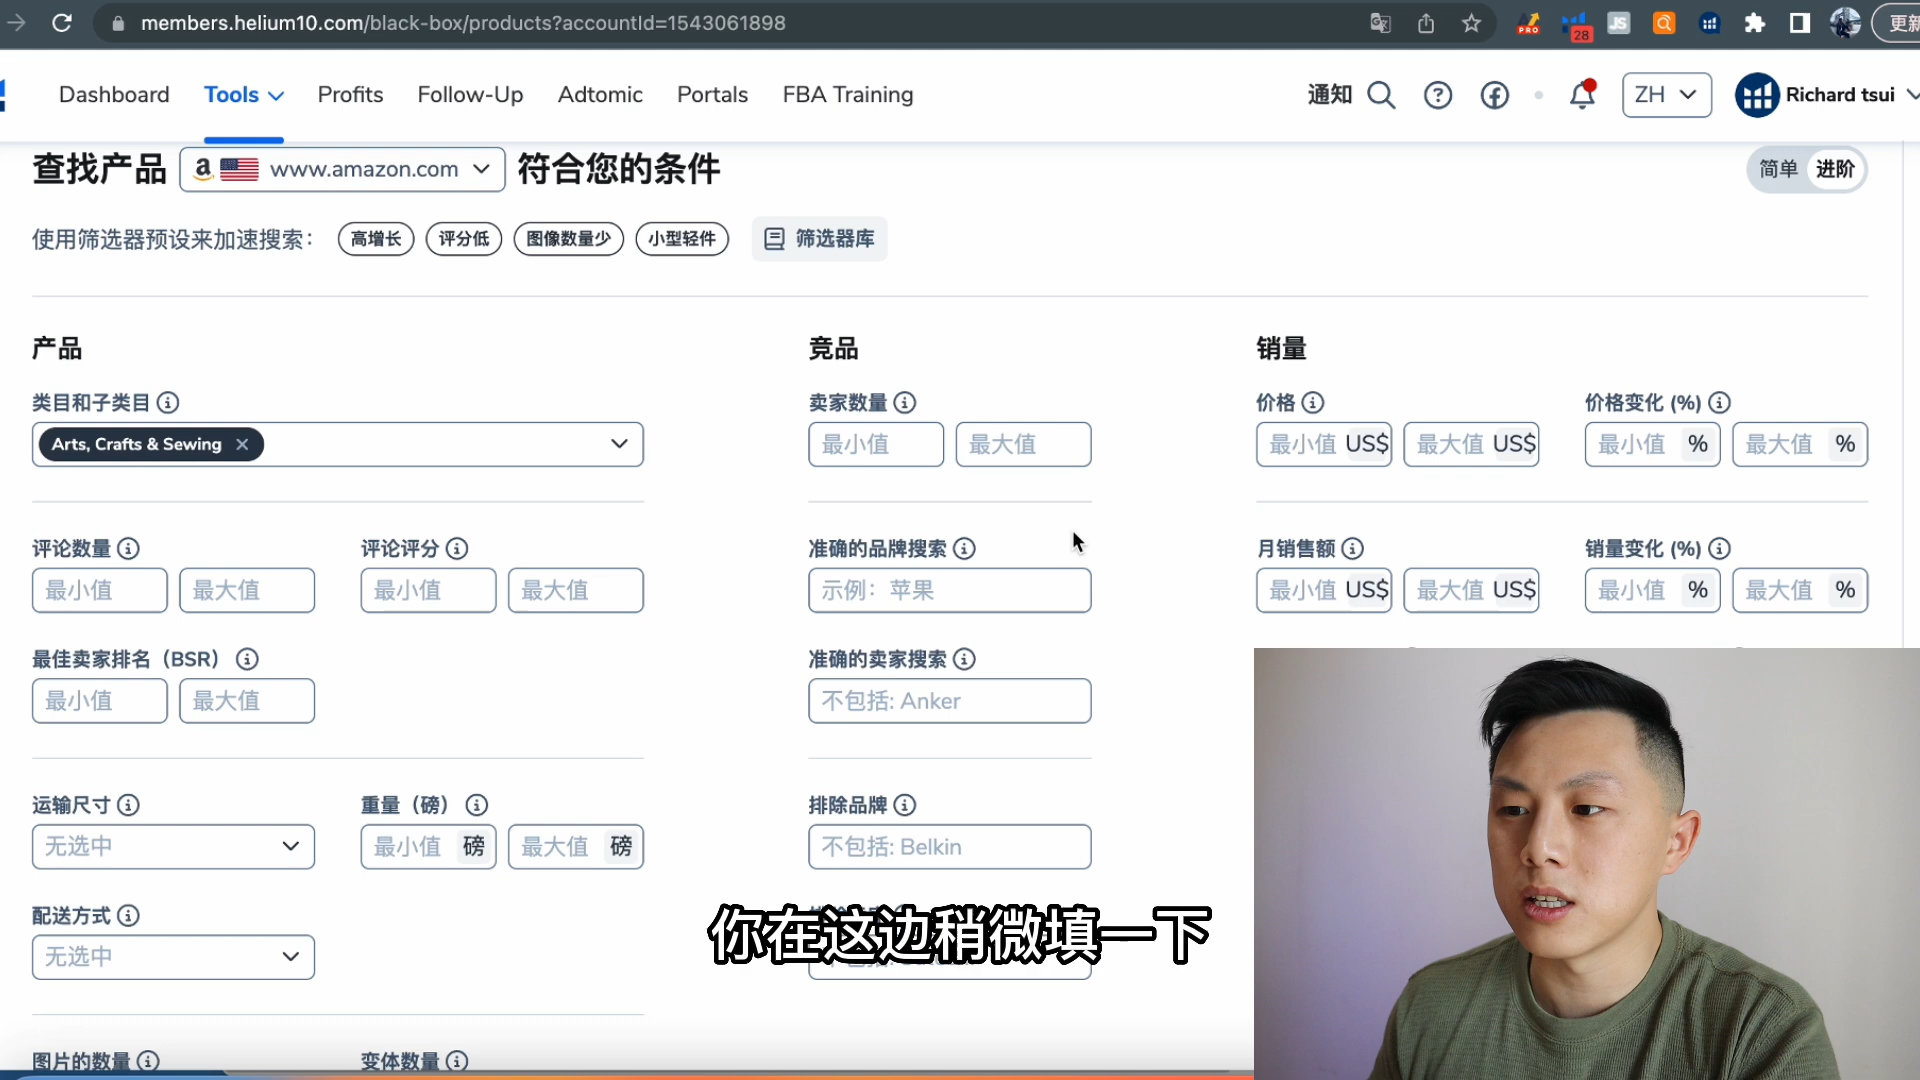 members.helium10.com/black-box/products?accountId=1543061898
PRO
28
JS
更新
Dashboard
Tools
Profits
Follow-Up
Adtomic
Portals
FBA Training
通知
ZH
Richard tsui
查找产品
a
www.amazon.com
符合您的条件
简单
进阶
使用筛选器预设来加速搜索：
高增长
评分低
图像数量少
小型轻件
筛选器库
产品
竞品
销量
类目和子类目
卖家数量
价格
价格变化 (%)
Arts, Crafts & Sewing
最小值
最大值
最小值 US$
最大值 US$
最小值 %
最大值 %
评论数量
评论评分
准确的品牌搜索
月销售额
销量变化 (%)
最小值
最大值
最小值
最大值
示例：苹果
最小值 US$
最大值 US$
最小值 %
最大值 %
最佳卖家排名（BSR）
准确的卖家搜索
最小值
最大值
不包括: Anker
运输尺寸
重量（磅）
排除品牌
无选中
最小值 磅
最大值 磅
不包括: Belkin
配送方式
你在这边稍微填一下
无选中
图片的数量
变体数量